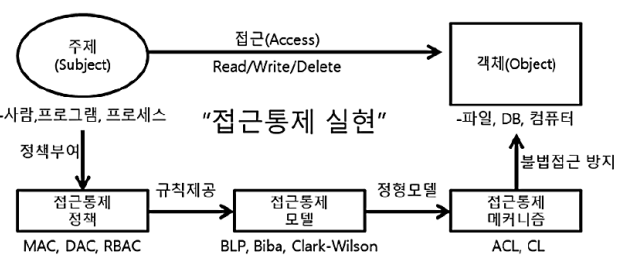 주제
(Subject)
접근(Access)
Read/Write/Delete
객체(Object)
-사람,프로그램, 프로세스
"접근통제 실현"
-파일, DB, 컴퓨터
정책부여
불법접근 방지
접근통제
정책
규칙제공
접근통제
모델
정형모델
접근통제
메커니즘
MAC, DAC, RBAC
BLP, Biba, Clark-Wilson
ACL, CL